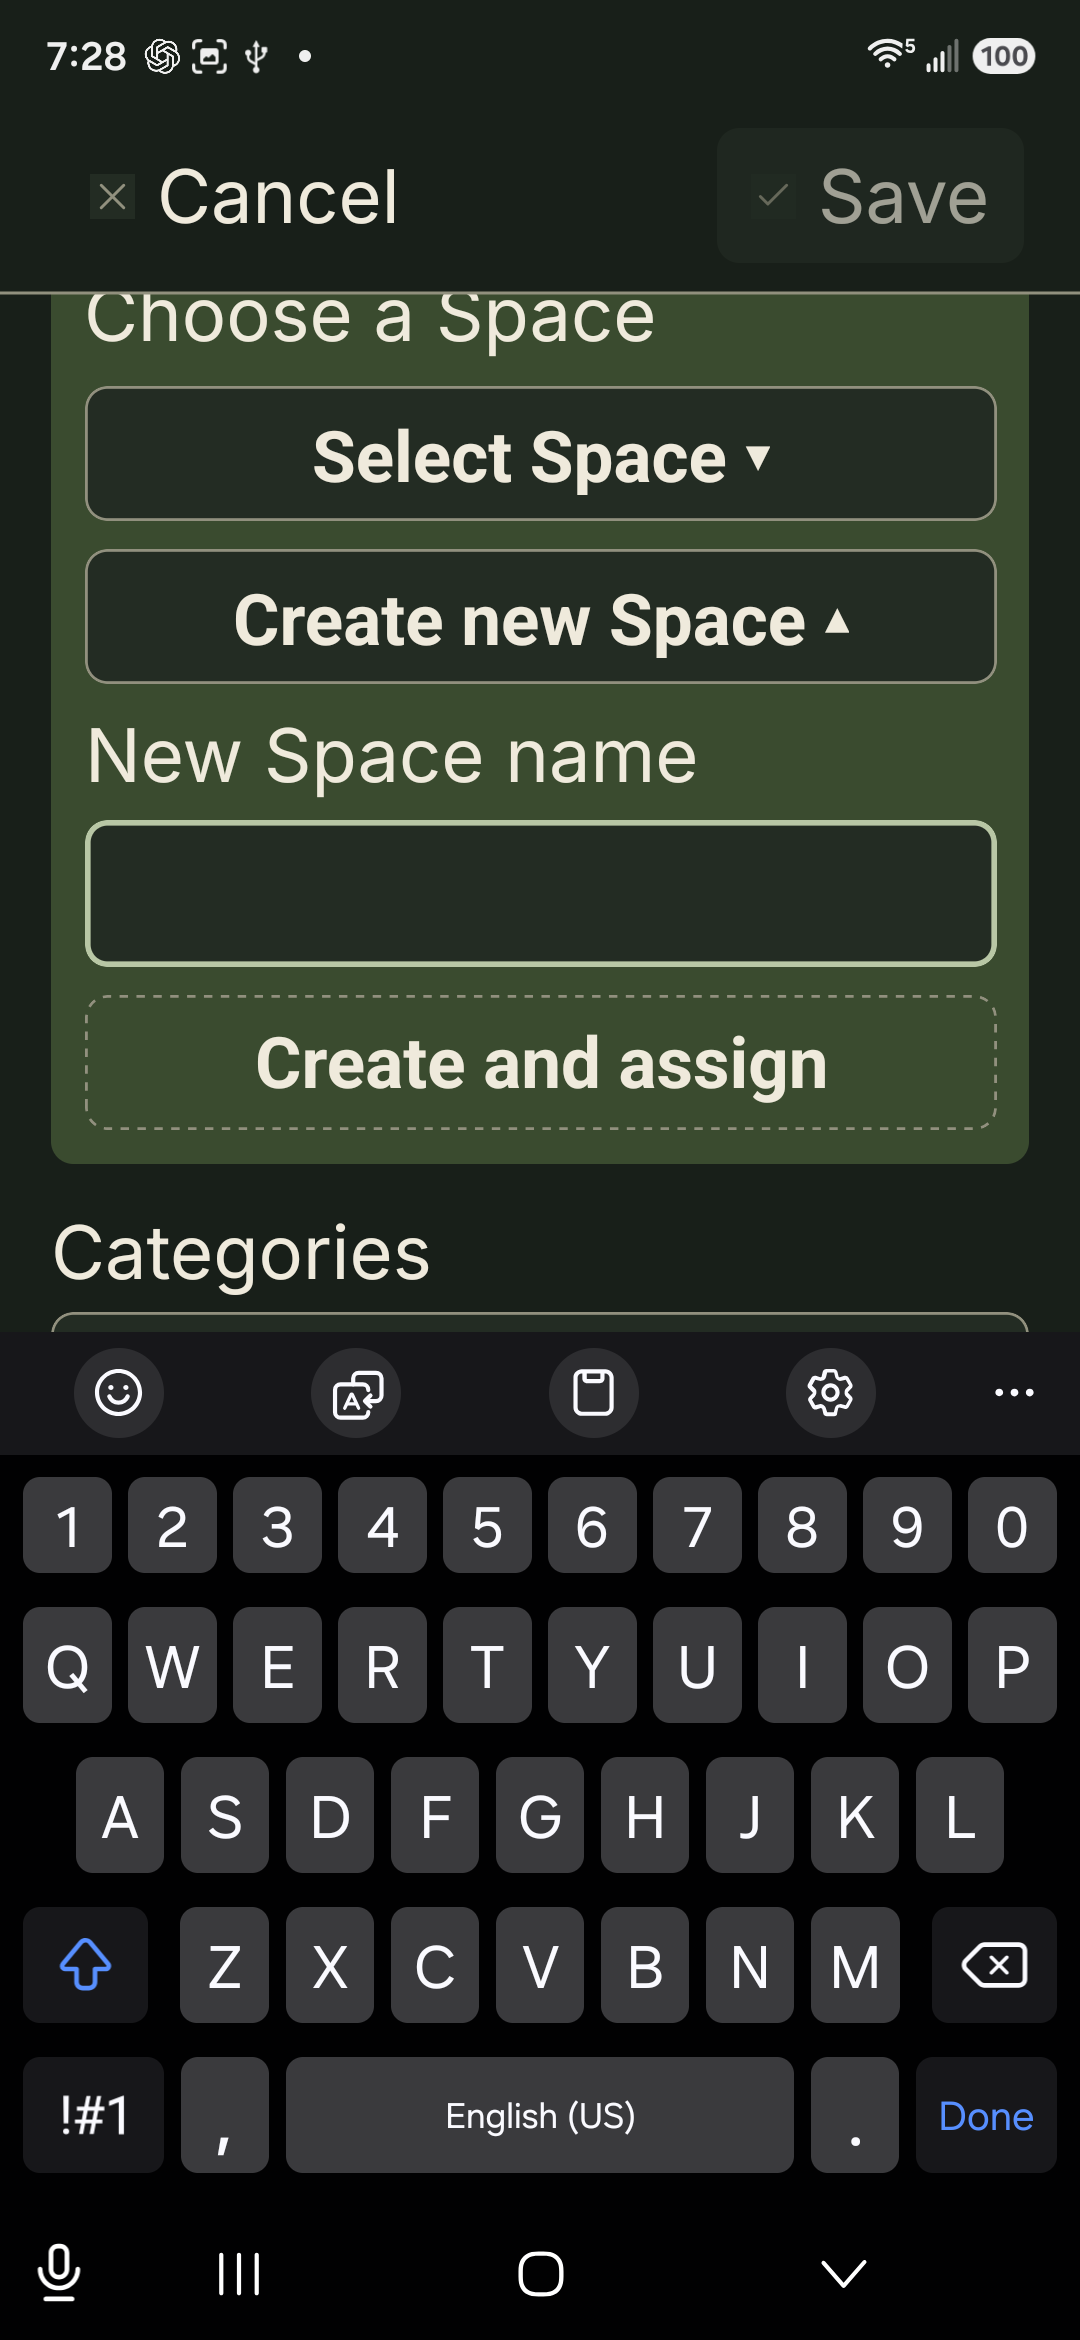 7:28
5
100
Cancel
Save
Choose a Space
Select Space ▾
Create new Space ▴
New Space name
Create and assign
Categories
A
1 2 3 4 5 6 7 8 9 0
Q W E R T Y U I O P
A S D F G H J K L
Z X C V B N M
!#1 , English (US) . Done